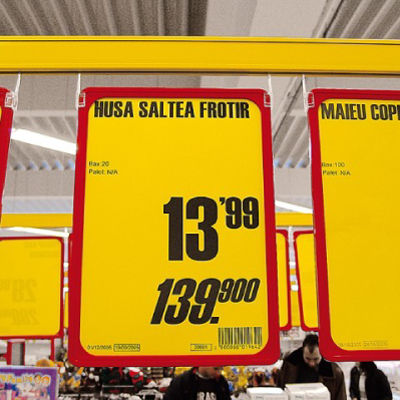 HUSA SALTEA FROTIR
Bax:20
Palet: N/A
13'99
139.900
MAIEU COPI
Bax:100
Palet: N/A